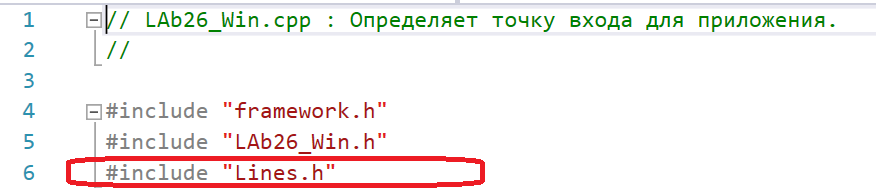 1 // LAb26_Win.cpp : Определяет точку входа для приложения.
2 //
3
4 #include "framework.h"
5 #include "LAb26_Win.h"
6 #include "Lines.h"